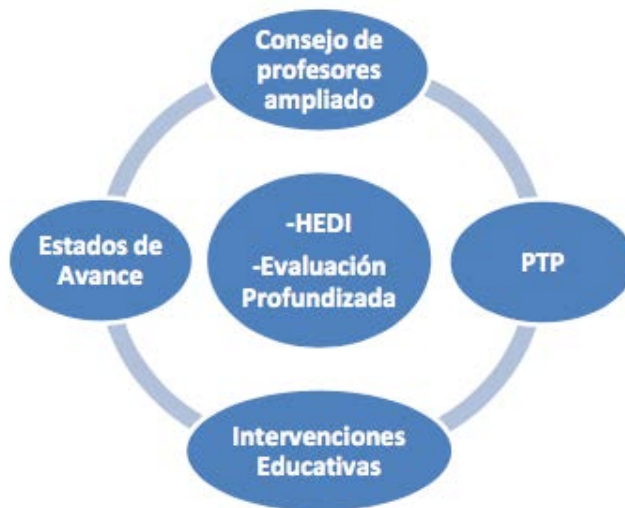 Consejo de
profesores
ampliado
Estados de
Avance
-HEDI
-Evaluación
Profundizada
PTP
Intervenciones
Educativas